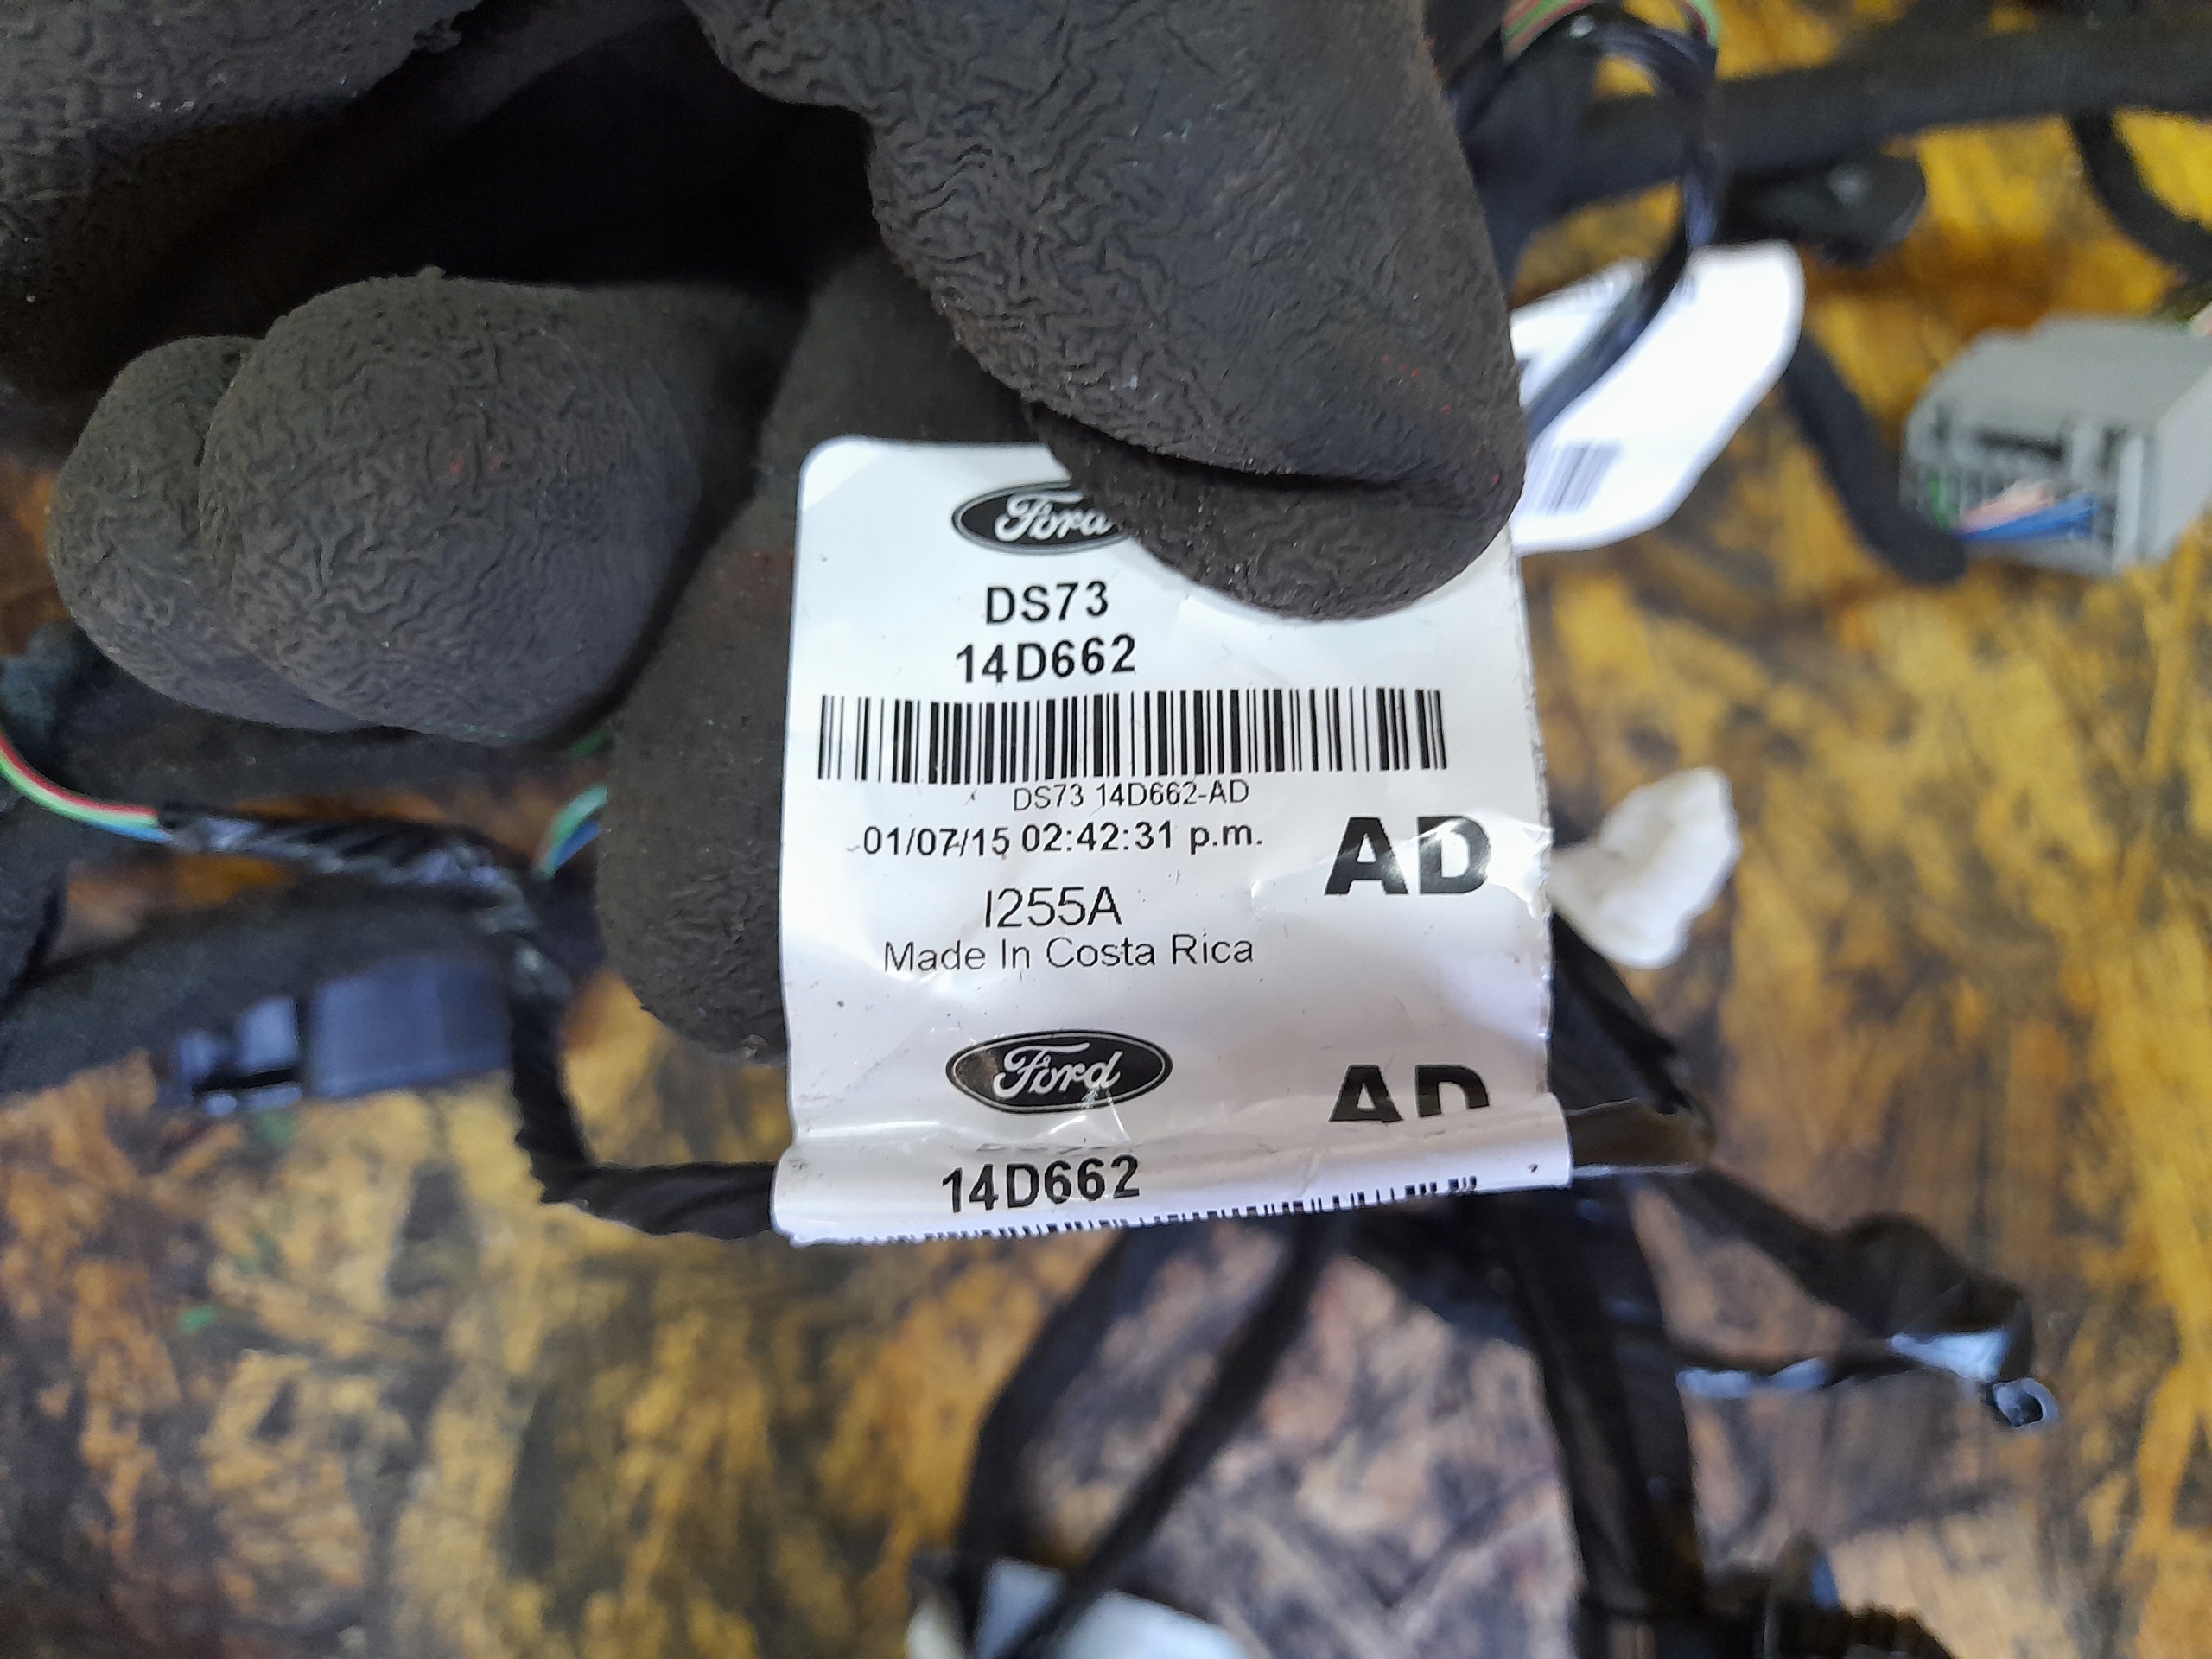 Ford
DS73
14D662
DS73 14D662-AD
01/07/15 02:42:31 p.m.
AD
I255A
Made In Costa Rica
Ford
AD
14D662